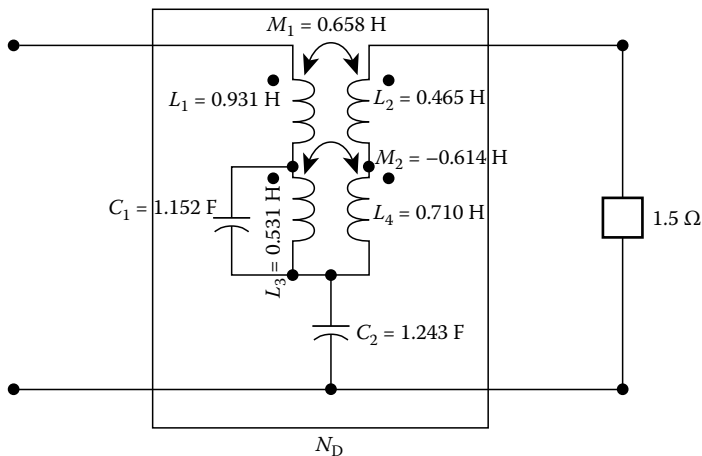 M₁ = 0.658 H
L₁ = 0.931 H
L₂ = 0.465 H
M₂ = −0.614 H
C₁ = 1.152 F
L₃ = 0.531 H
L₄ = 0.710 H
1.5 Ω
C₂ = 1.243 F
N_D